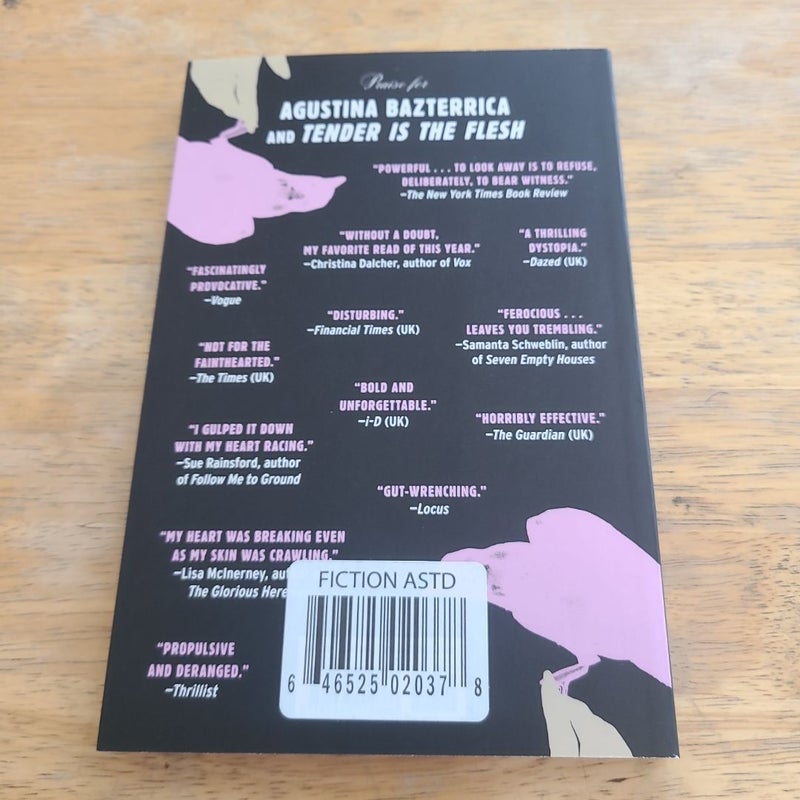 Praise for
AGUSTINA BAZTERRICA
AND TENDER IS THE FLESH
“POWERFUL . . . TO LOOK AWAY IS TO REFUSE,
DELIBERATELY, TO BEAR WITNESS.”
—The New York Times Book Review
“WITHOUT A DOUBT,
MY FAVORITE READ OF THIS YEAR.”
—Christina Dalcher, author of Vox
“A THRILLING
DYSTOPIA.”
—Dazed (UK)
“FASCINATINGLY
PROVOCATIVE.”
—Vogue
“DISTURBING.”
—Financial Times (UK)
“FEROCIOUS . . .
LEAVES YOU TREMBLING.”
—Samanta Schweblin, author
of Seven Empty Houses
“NOT FOR THE
FAINTHEARTED.”
—The Times (UK)
“BOLD AND
UNFORGETTABLE.”
—i-D (UK)
“HORRIBLY EFFECTIVE.”
—The Guardian (UK)
“I GULPED IT DOWN
WITH MY HEART RACING.”
—Sue Rainsford, author
of Follow Me to Ground
“GUT-WRENCHING.”
—Locus
“MY HEART WAS BREAKING EVEN
AS MY SKIN WAS CRAWLING.”
—Lisa McInerney, au
The Glorious Here
“PROPULSIVE
AND DERANGED.”
—Thrillist
FICTION ASTD
6 46525 02037 8